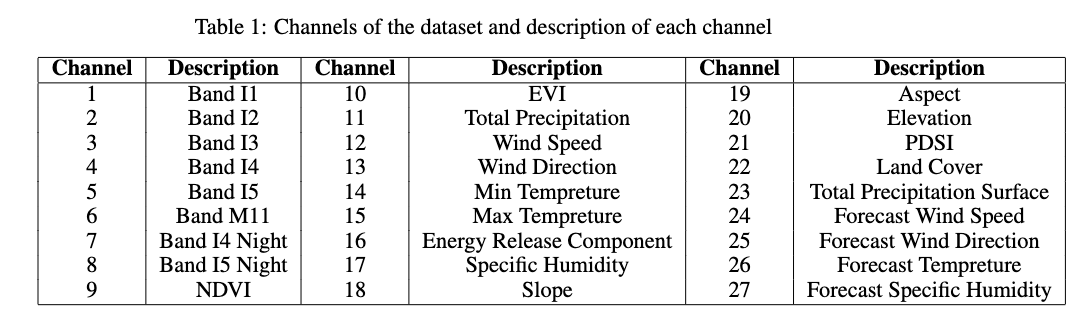 Table 1: Channels of the dataset and description of each channel
Channel Description Channel Description Channel Description
1 Band I1 10 EVI 19 Aspect
2 Band I2 11 Total Precipitation 20 Elevation
3 Band I3 12 Wind Speed 21 PDSI
4 Band I4 13 Wind Direction 22 Land Cover
5 Band I5 14 Min Tempreture 23 Total Precipitation Surface
6 Band M11 15 Max Tempreture 24 Forecast Wind Speed
7 Band I4 Night 16 Energy Release Component 25 Forecast Wind Direction
8 Band I5 Night 17 Specific Humidity 26 Forecast Tempreture
9 NDVI 18 Slope 27 Forecast Specific Humidity